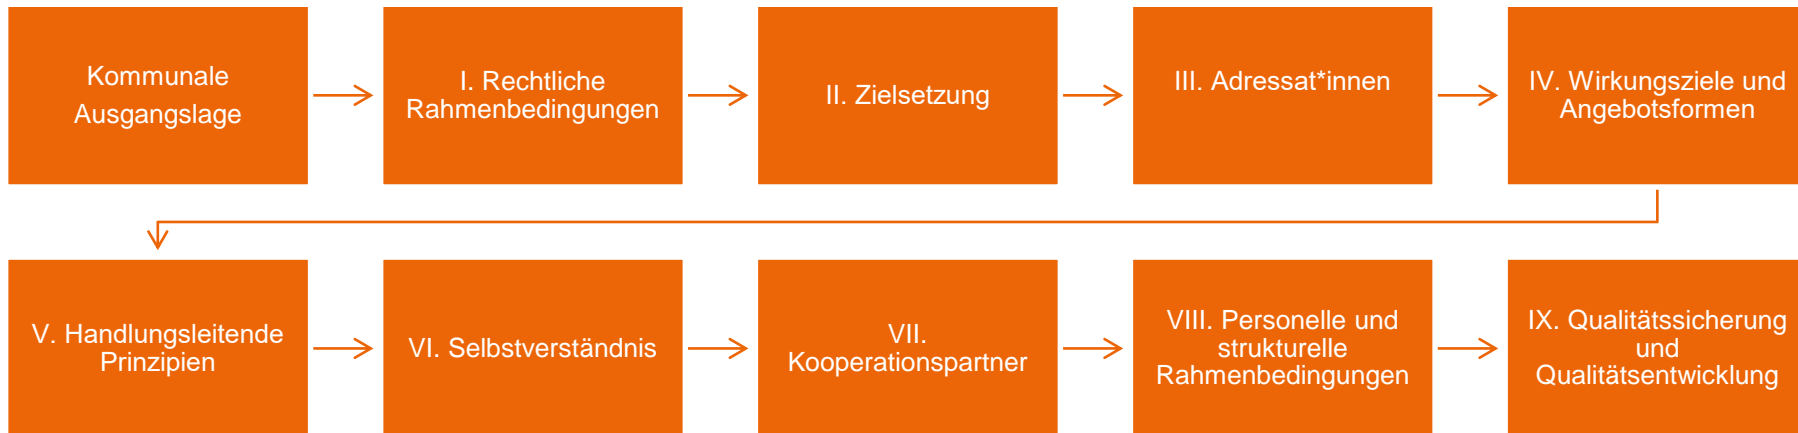 Kommunale
Ausgangslage
I. Rechtliche
Rahmenbedingungen
II. Zielsetzung
III. Adressat*innen
IV. Wirkungsziele und
Angebotsformen
V. Handlungsleitende
Prinzipien
VI. Selbstverständnis
VII.
Kooperationspartner
VIII. Personelle und
strukturelle
Rahmenbedingungen
IX. Qualitätssicherung
und
Qualitätsentwicklung